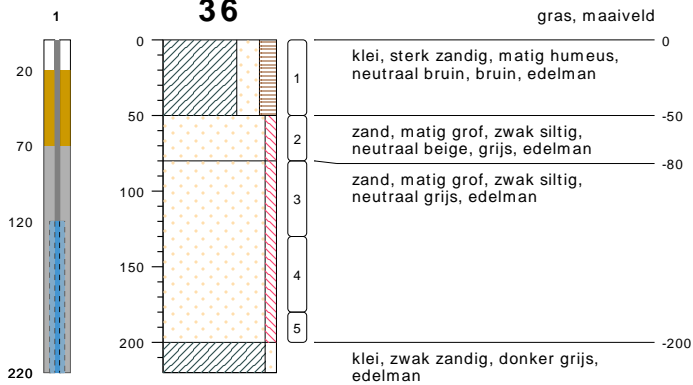 36
1
gras, maaiveld
0
0
klei, sterk zandig, matig humeus,
neutraal bruin, bruin, edelman
20
1
50
-50
zand, matig grof, zwak siltig,
neutraal beige, grijs, edelman
70
2
-80
zand, matig grof, zwak siltig,
neutraal grijs, edelman
100
3
120
150
4
200
5
-200
klei, zwak zandig, donker grijs,
edelman
220